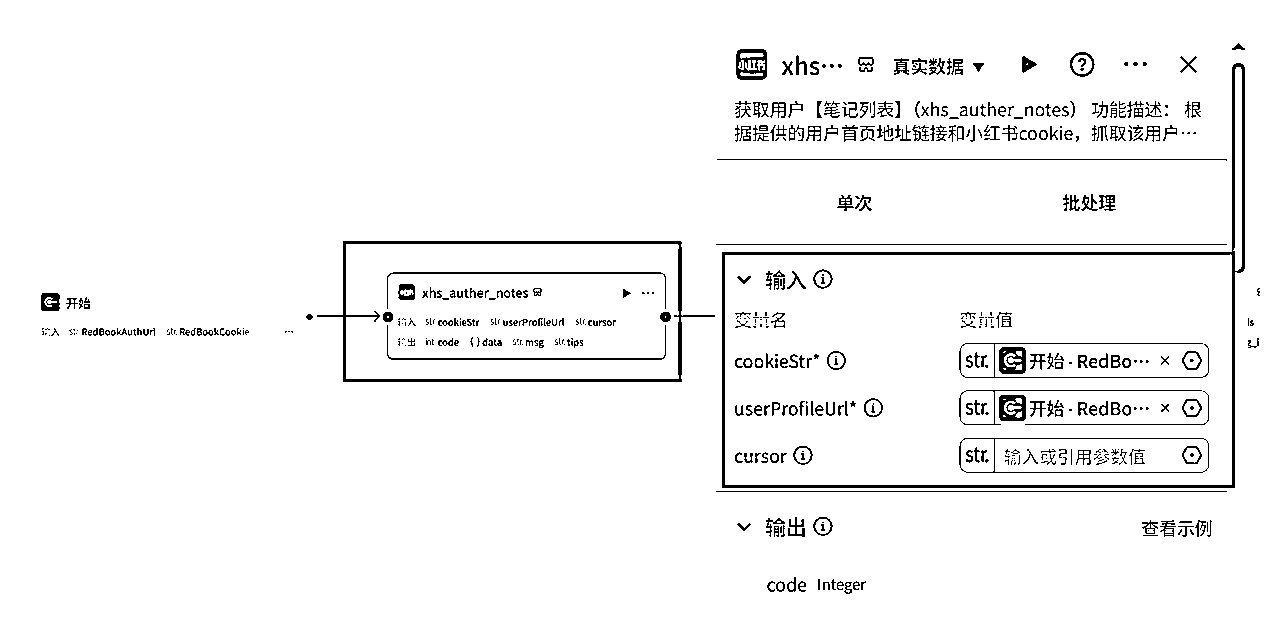 开始
输入 str. RedBookAuthUrl str. RedBookCookie ···
xhs_auther_notes ···
输入 str. cookieStr str. userProfileUrl str. cursor
输出 int. code { } data str. msg str. tips
小红书 xhs··· 真实数据 ···
获取用户【笔记列表】(xhs_auther_notes) 功能描述： 根
据提供的用户首页地址链接和小红书cookie，抓取该用户···
单次 批处理
输入
变量名 变量值
cookieStr* str. 开始 - RedBo···
userProfileUrl* str. 开始 - RedBo···
cursor str. 输入或引用参数值
输出 查看示例
code Integer